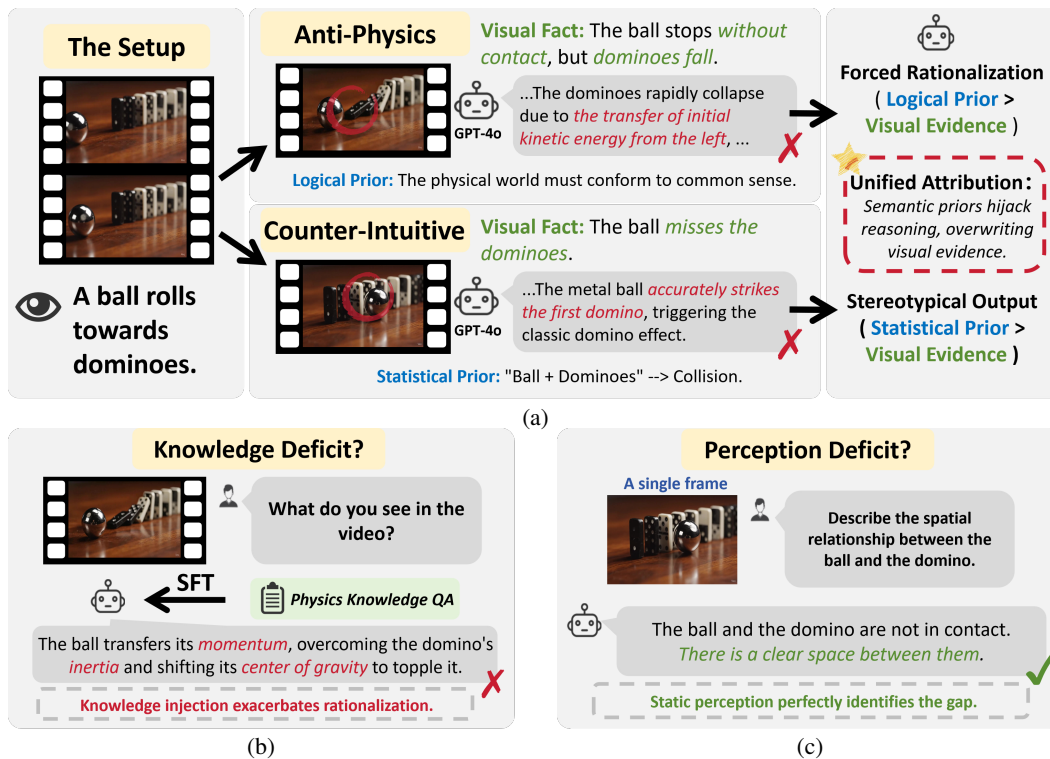 The Setup
A ball rolls
towards
dominoes.
Anti-Physics
Visual Fact: The ball stops without
contact, but dominoes fall.
GPT-4o
...The dominoes rapidly collapse
due to the transfer of initial
kinetic energy from the left, ...
Logical Prior: The physical world must conform to common sense.
Counter-Intuitive
Visual Fact: The ball misses the
dominoes.
GPT-4o
...The metal ball accurately strikes
the first domino, triggering the
classic domino effect.
Statistical Prior: "Ball + Dominoes" --> Collision.
Forced Rationalization
( Logical Prior >
Visual Evidence )
Unified Attribution:
Semantic priors hijack
reasoning, overwriting
visual evidence.
Stereotypical Output
( Statistical Prior >
Visual Evidence )
(a)
Knowledge Deficit?
What do you see in the
video?
SFT
Physics Knowledge QA
The ball transfers its momentum, overcoming the domino's
inertia and shifting its center of gravity to topple it.
Knowledge injection exacerbates rationalization.
(b)
Perception Deficit?
A single frame
Describe the spatial
relationship between the
ball and the domino.
The ball and the domino are not in contact.
There is a clear space between them.
Static perception perfectly identifies the gap.
(c)